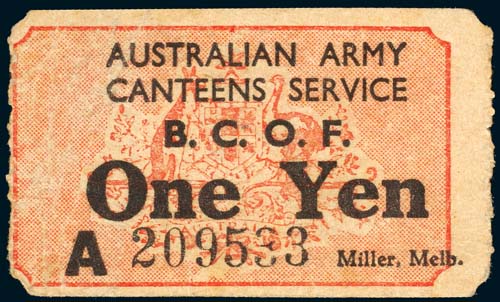 AUSTRALIAN ARMY
CANTEENS SERVICE
B. C. O. F.
One Yen
A 209533 Miller, Melb.